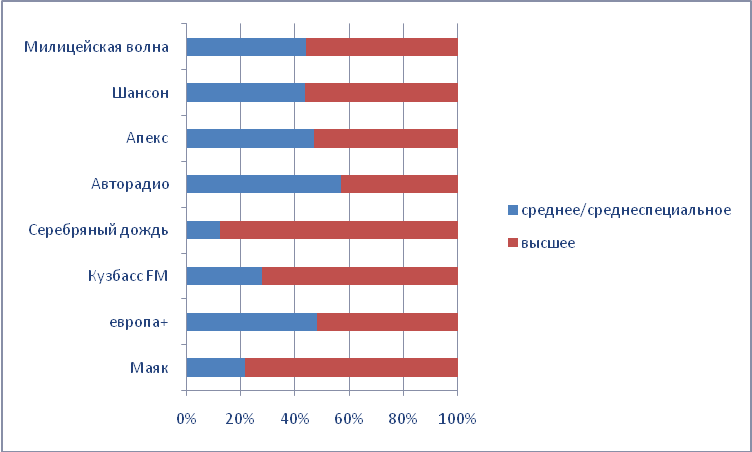 Милицейская волна
Шансон
Апекс
Авторадио
Серебряный дождь
Кузбасс FM
европа+
Маяк
0% 20% 40% 60% 80% 100%
среднее/среднеспециальное
высшее